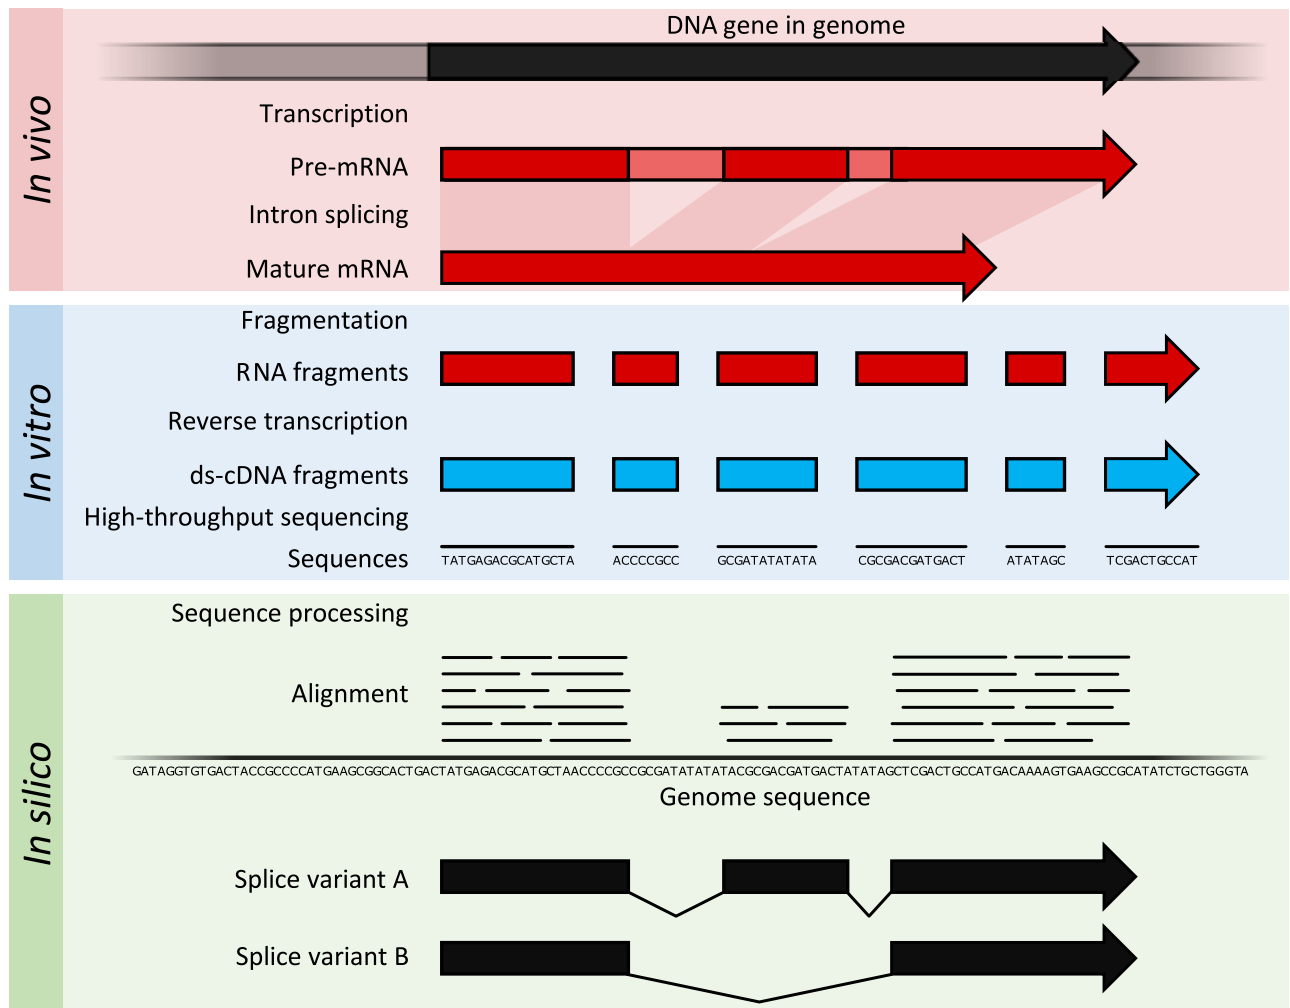 In vivo
DNA gene in genome
Transcription
Pre-mRNA
Intron splicing
Mature mRNA
In vitro
Fragmentation
RNA fragments
Reverse transcription
ds-cDNA fragments
High-throughput sequencing
Sequences TATGAGACGCATGCTA ACCCCGCC GCGATATATATA CGCGACGATGACT ATATAGC TCGACTGCCAT
In silico
Sequence processing
Alignment
GATAGGTGTGACTACCGCCCCATGAAGCGGCACTGACTATGAGACGCATGCTAACCCCGCCGCGATATATATACGCGACGATGACTATATAGCTCGACTGCCATGACAAAAGTGAAGCCGCATATCTGCTGGGTA
Genome sequence
Splice variant A
Splice variant B